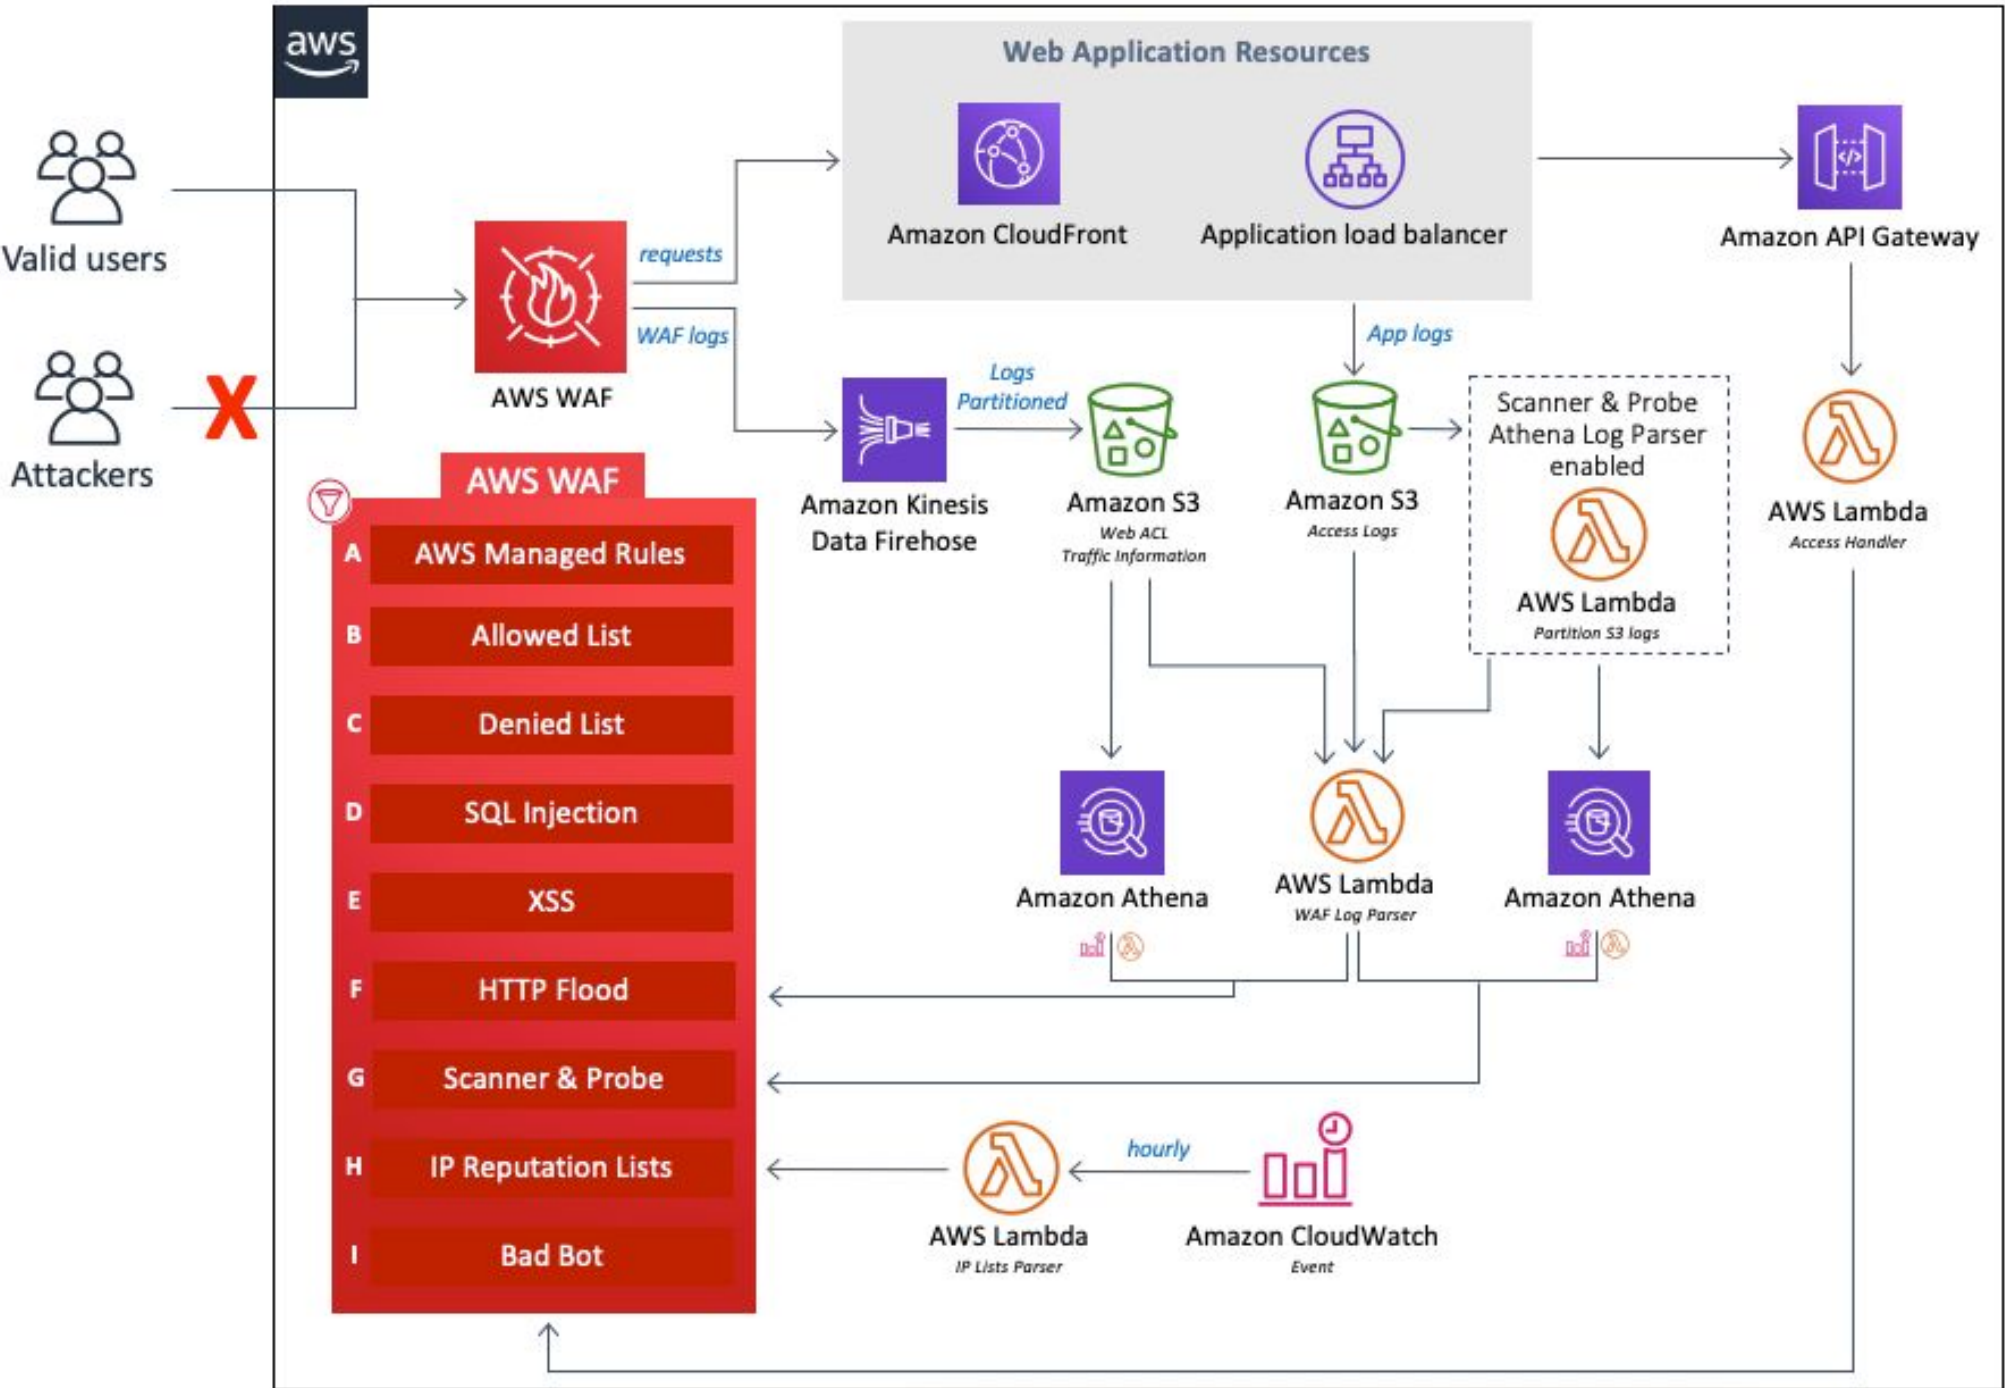 aws
Web Application Resources
Amazon CloudFront
Application load balancer
Amazon API Gateway
Valid users
Attackers
requests
WAF logs
AWS WAF
App logs
Logs
Partitioned
Amazon Kinesis
Data Firehose
Amazon S3
Web ACL
Traffic Information
Amazon S3
Access Logs
Scanner & Probe
Athena Log Parser
enabled
AWS Lambda
Partition S3 logs
AWS Lambda
Access Handler
AWS WAF
A AWS Managed Rules
B Allowed List
C Denied List
D SQL Injection
E XSS
F HTTP Flood
G Scanner & Probe
H IP Reputation Lists
I Bad Bot
Amazon Athena
AWS Lambda
WAF Log Parser
Amazon Athena
hourly
AWS Lambda
IP Lists Parser
Amazon CloudWatch
Event